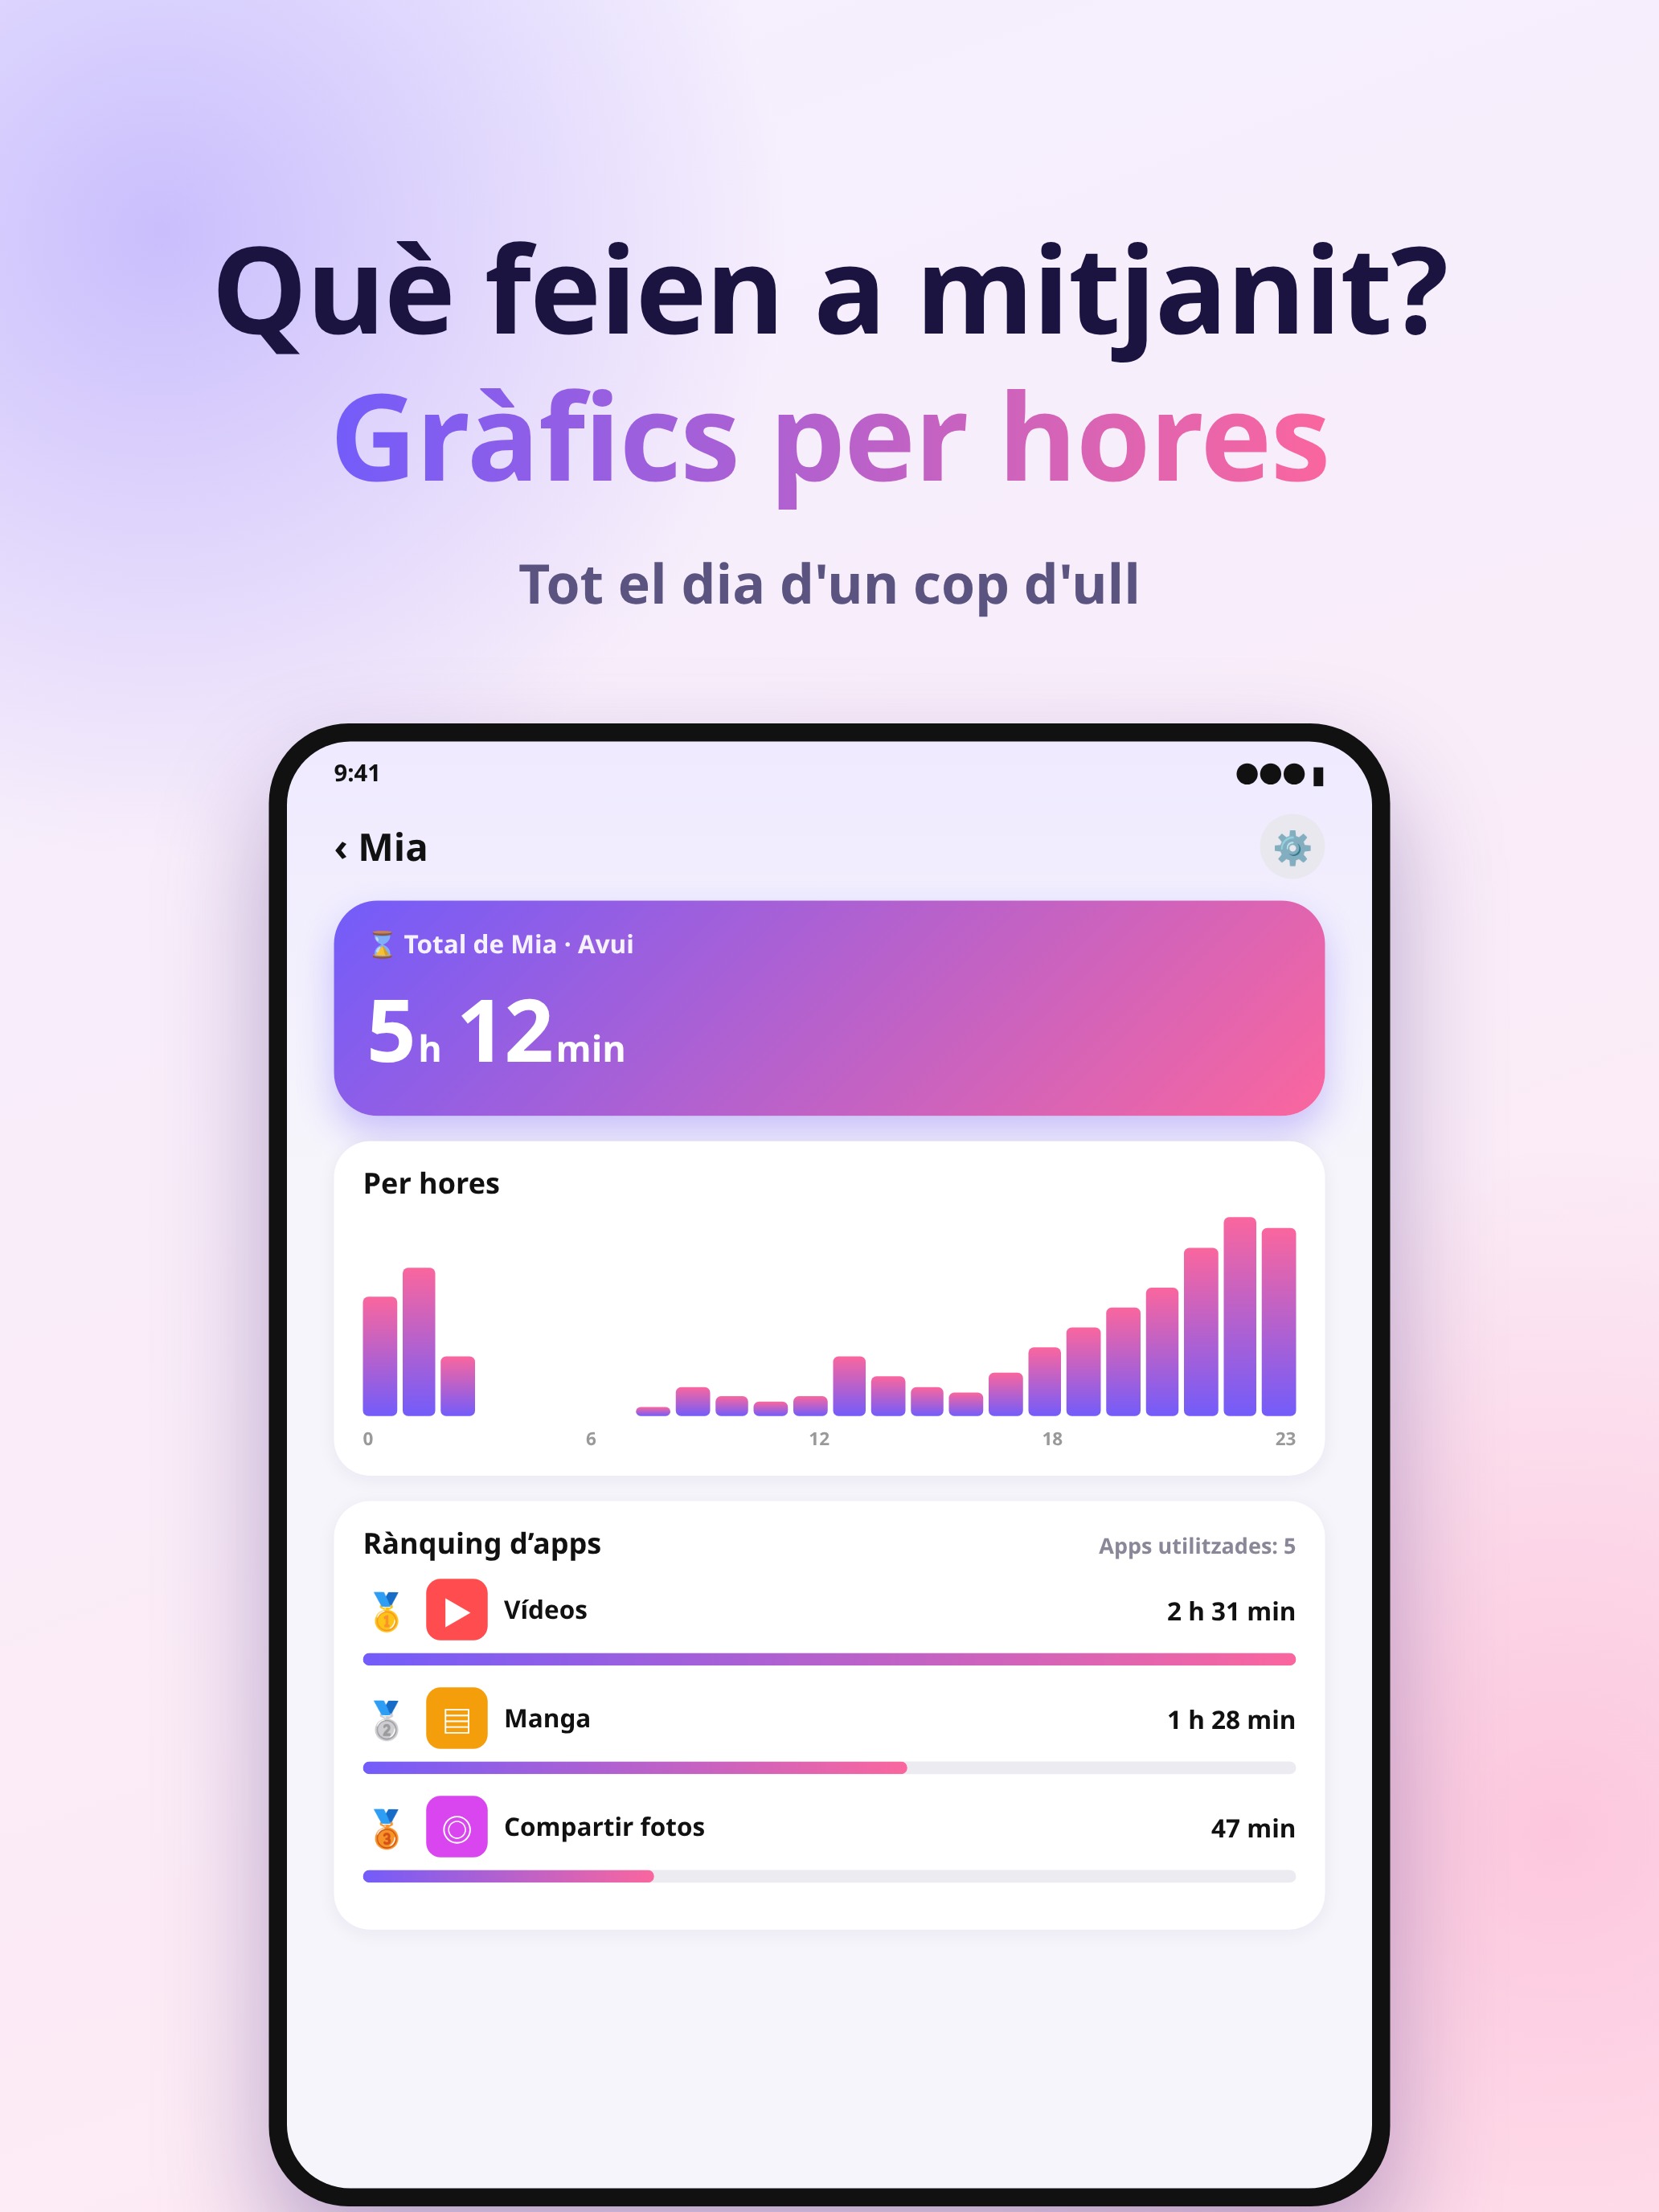 Què feien a mitjanit?
Gràfics per hores
Tot el dia d'un cop d'ull
9:41
‹ Mia
⌛ Total de Mia · Avui
5h 12min
Per hores
0 6 12 18 23
Rànquing d’apps
Apps utilitzades: 5
🥇 Vídeos 2 h 31 min
🥈 Manga 1 h 28 min
🥉 Compartir fotos 47 min